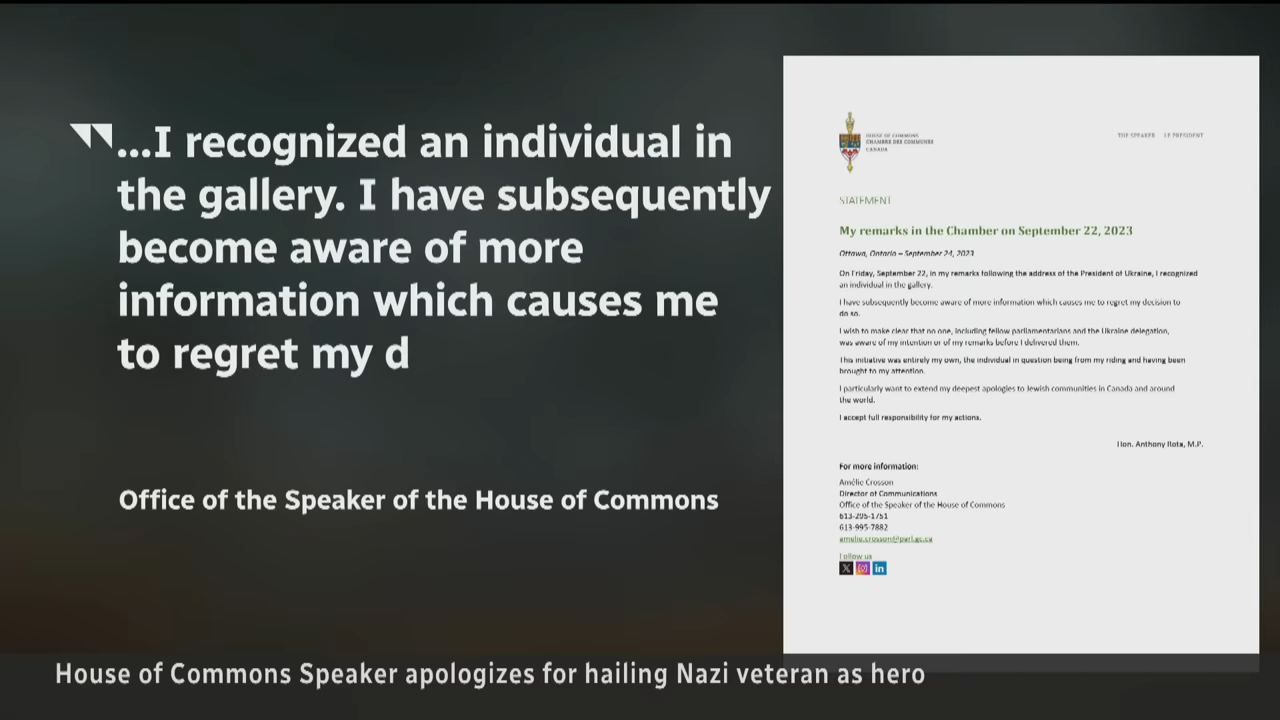 ...I recognized an individual in
the gallery. I have subsequently
become aware of more
information which causes me
to regret my d
Office of the Speaker of the House of Commons
HOUSE OF COMMONS
CHAMBRE DES COMMUNES
CANADA
THE SPEAKER LE PRÉSIDENT
STATEMENT
My remarks in the Chamber on September 22, 2023
Ottawa, Ontario – September 24, 2023
On Friday, September 22, in my remarks following the address of the President of Ukraine, I recognized
an individual in the gallery.
I have subsequently become aware of more information which causes me to regret my decision to
do so.
I wish to make clear that no one, including fellow parliamentarians and the Ukraine delegation,
was aware of my intention or of my remarks before I delivered them.
This initiative was entirely my own, the individual in question being from my riding and having been
brought to my attention.
I particularly want to extend my deepest apologies to Jewish communities in Canada and around
the world.
I accept full responsibility for my actions.
Hon. Anthony Rota, M.P.
For more information:
Amélie Crosson
Director of Communications
Office of the Speaker of the House of Commons
613-995-7882
Follow us
House of Commons Speaker apologizes for hailing Nazi veteran as hero